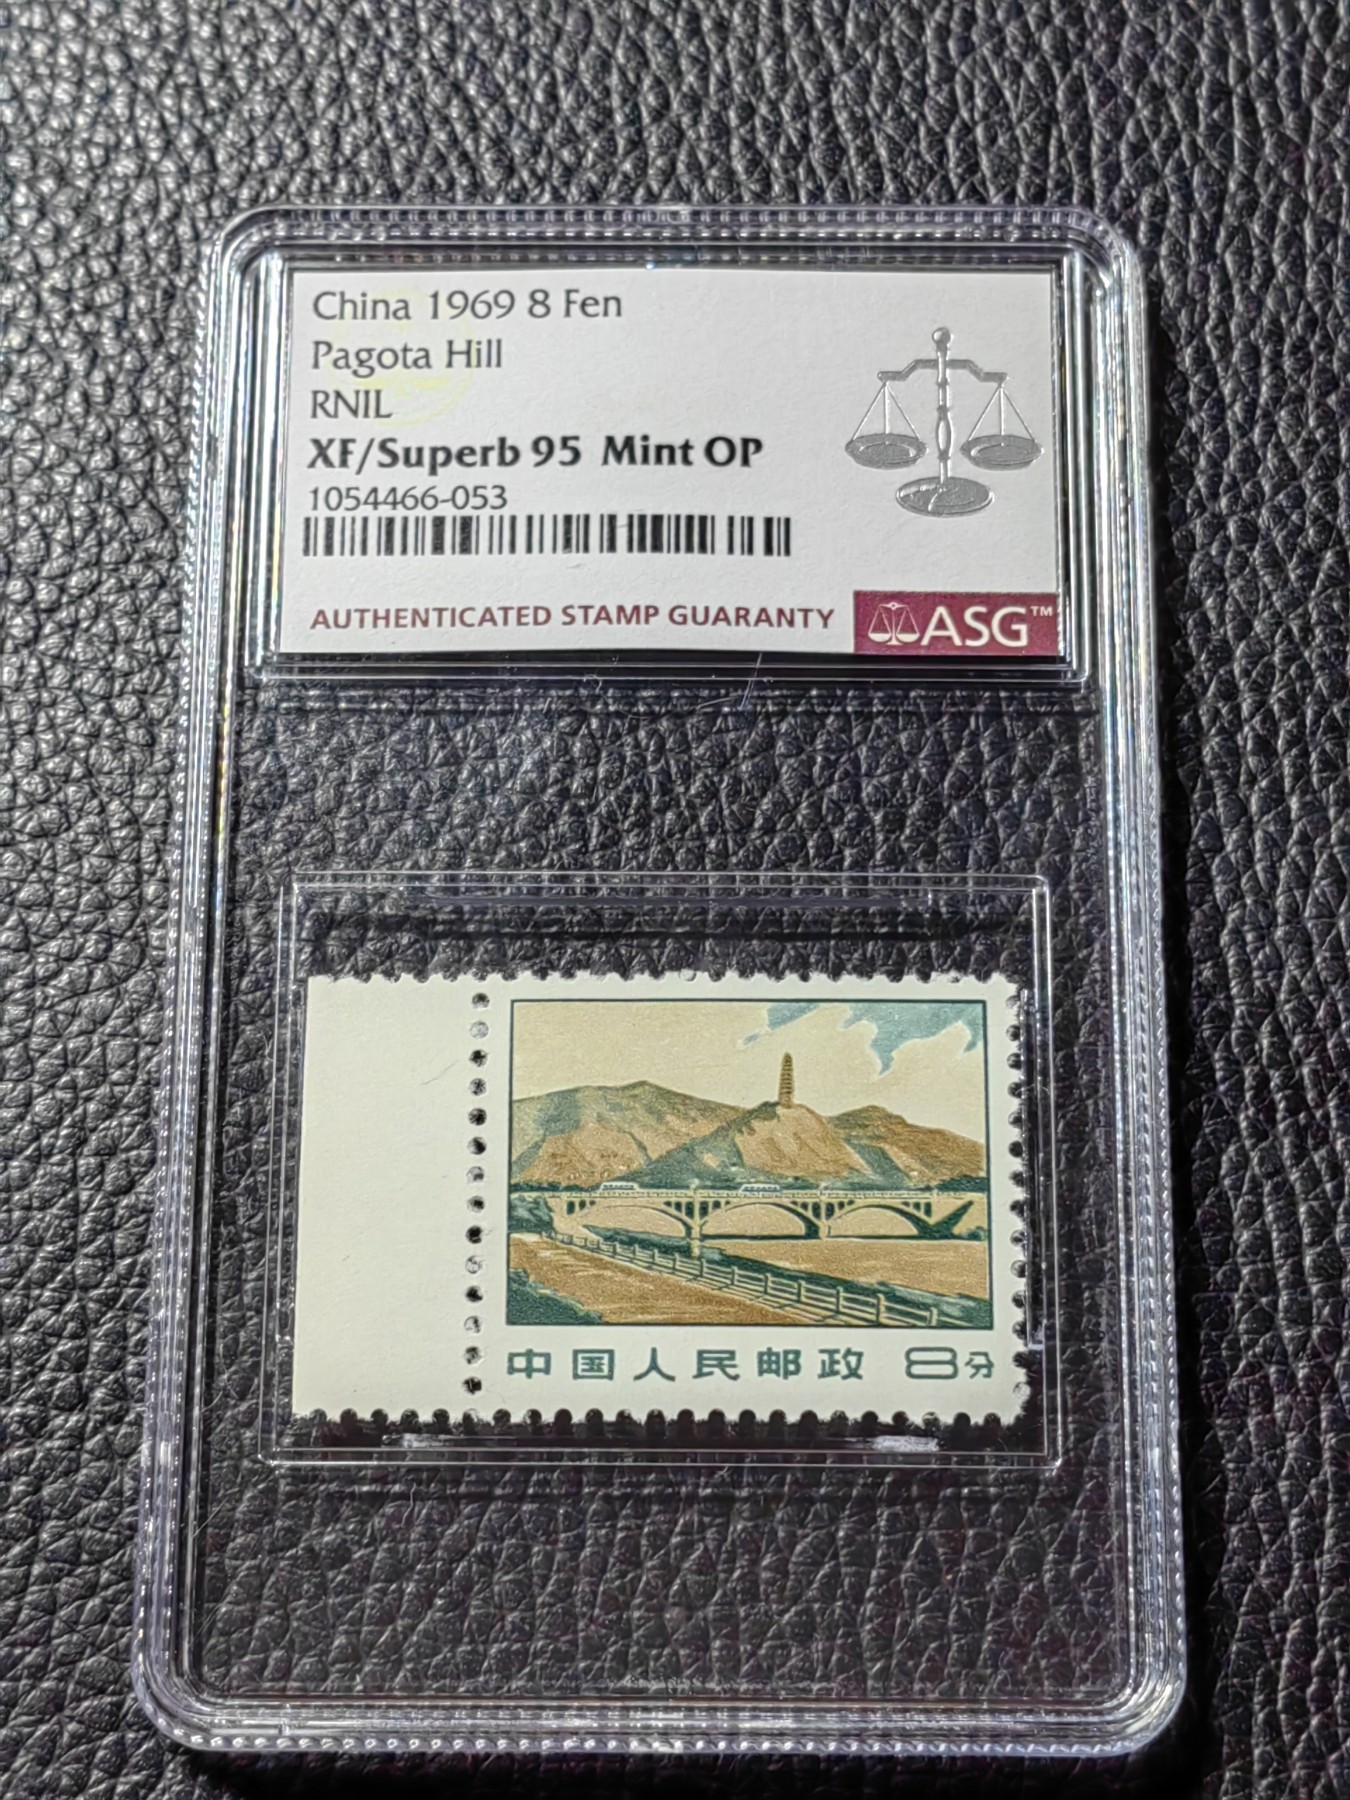 China 1969 8 Fen
Pagota Hill
RNIL
XF/Superb 95 Mint OP
1054466-053
AUTHENTICATED STAMP GUARANTY
ASG™
中国人民邮政 8分